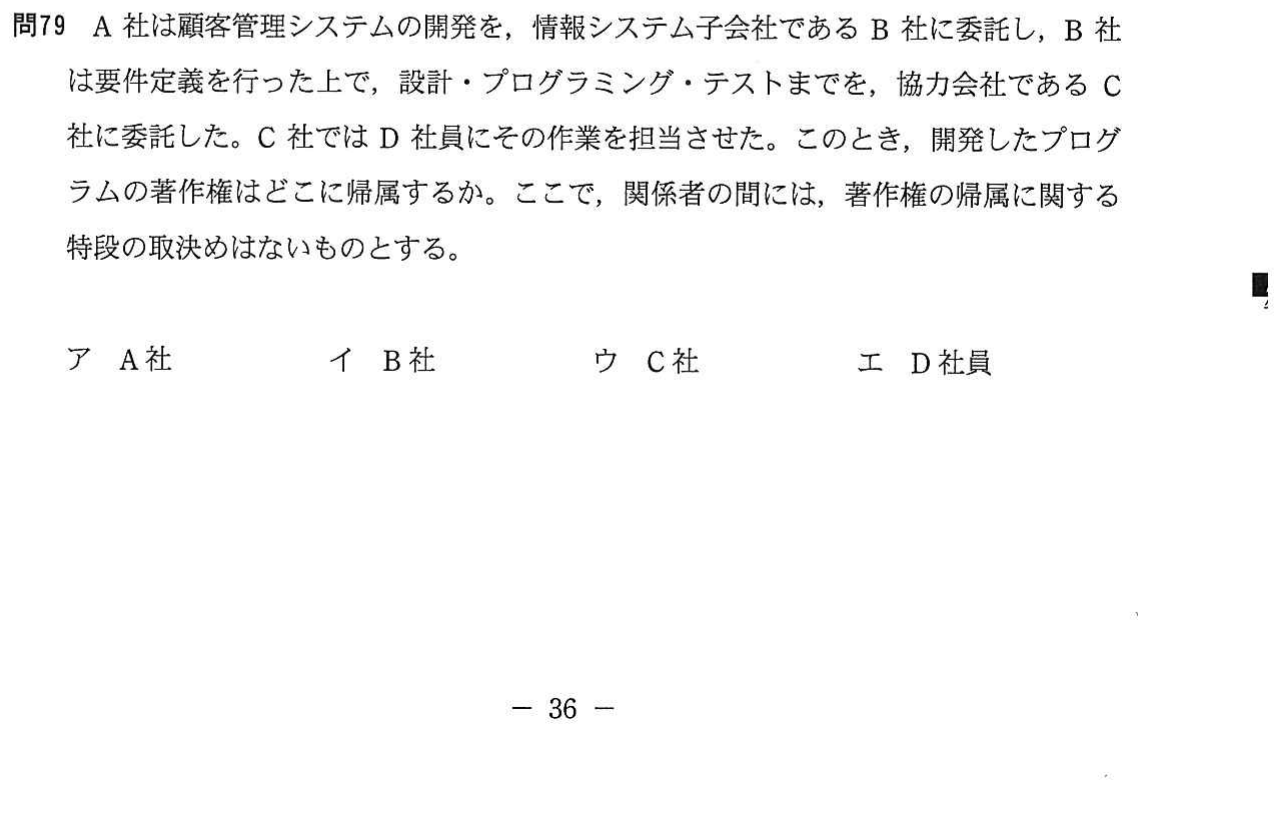 問79 A 社は顧客管理システムの開発を，情報システム子会社である B 社に委託し，B 社
は要件定義を行った上で，設計・プログラミング・テストまでを，協力会社である C
社に委託した。C 社では D 社員にその作業を担当させた。このとき，開発したプログ
ラムの著作権はどこに帰属するか。ここで，関係者の間には，著作権の帰属に関する
特段の取決めはないものとする。
ア A社 イ B社 ウ C社 エ D社員
－ 36 －